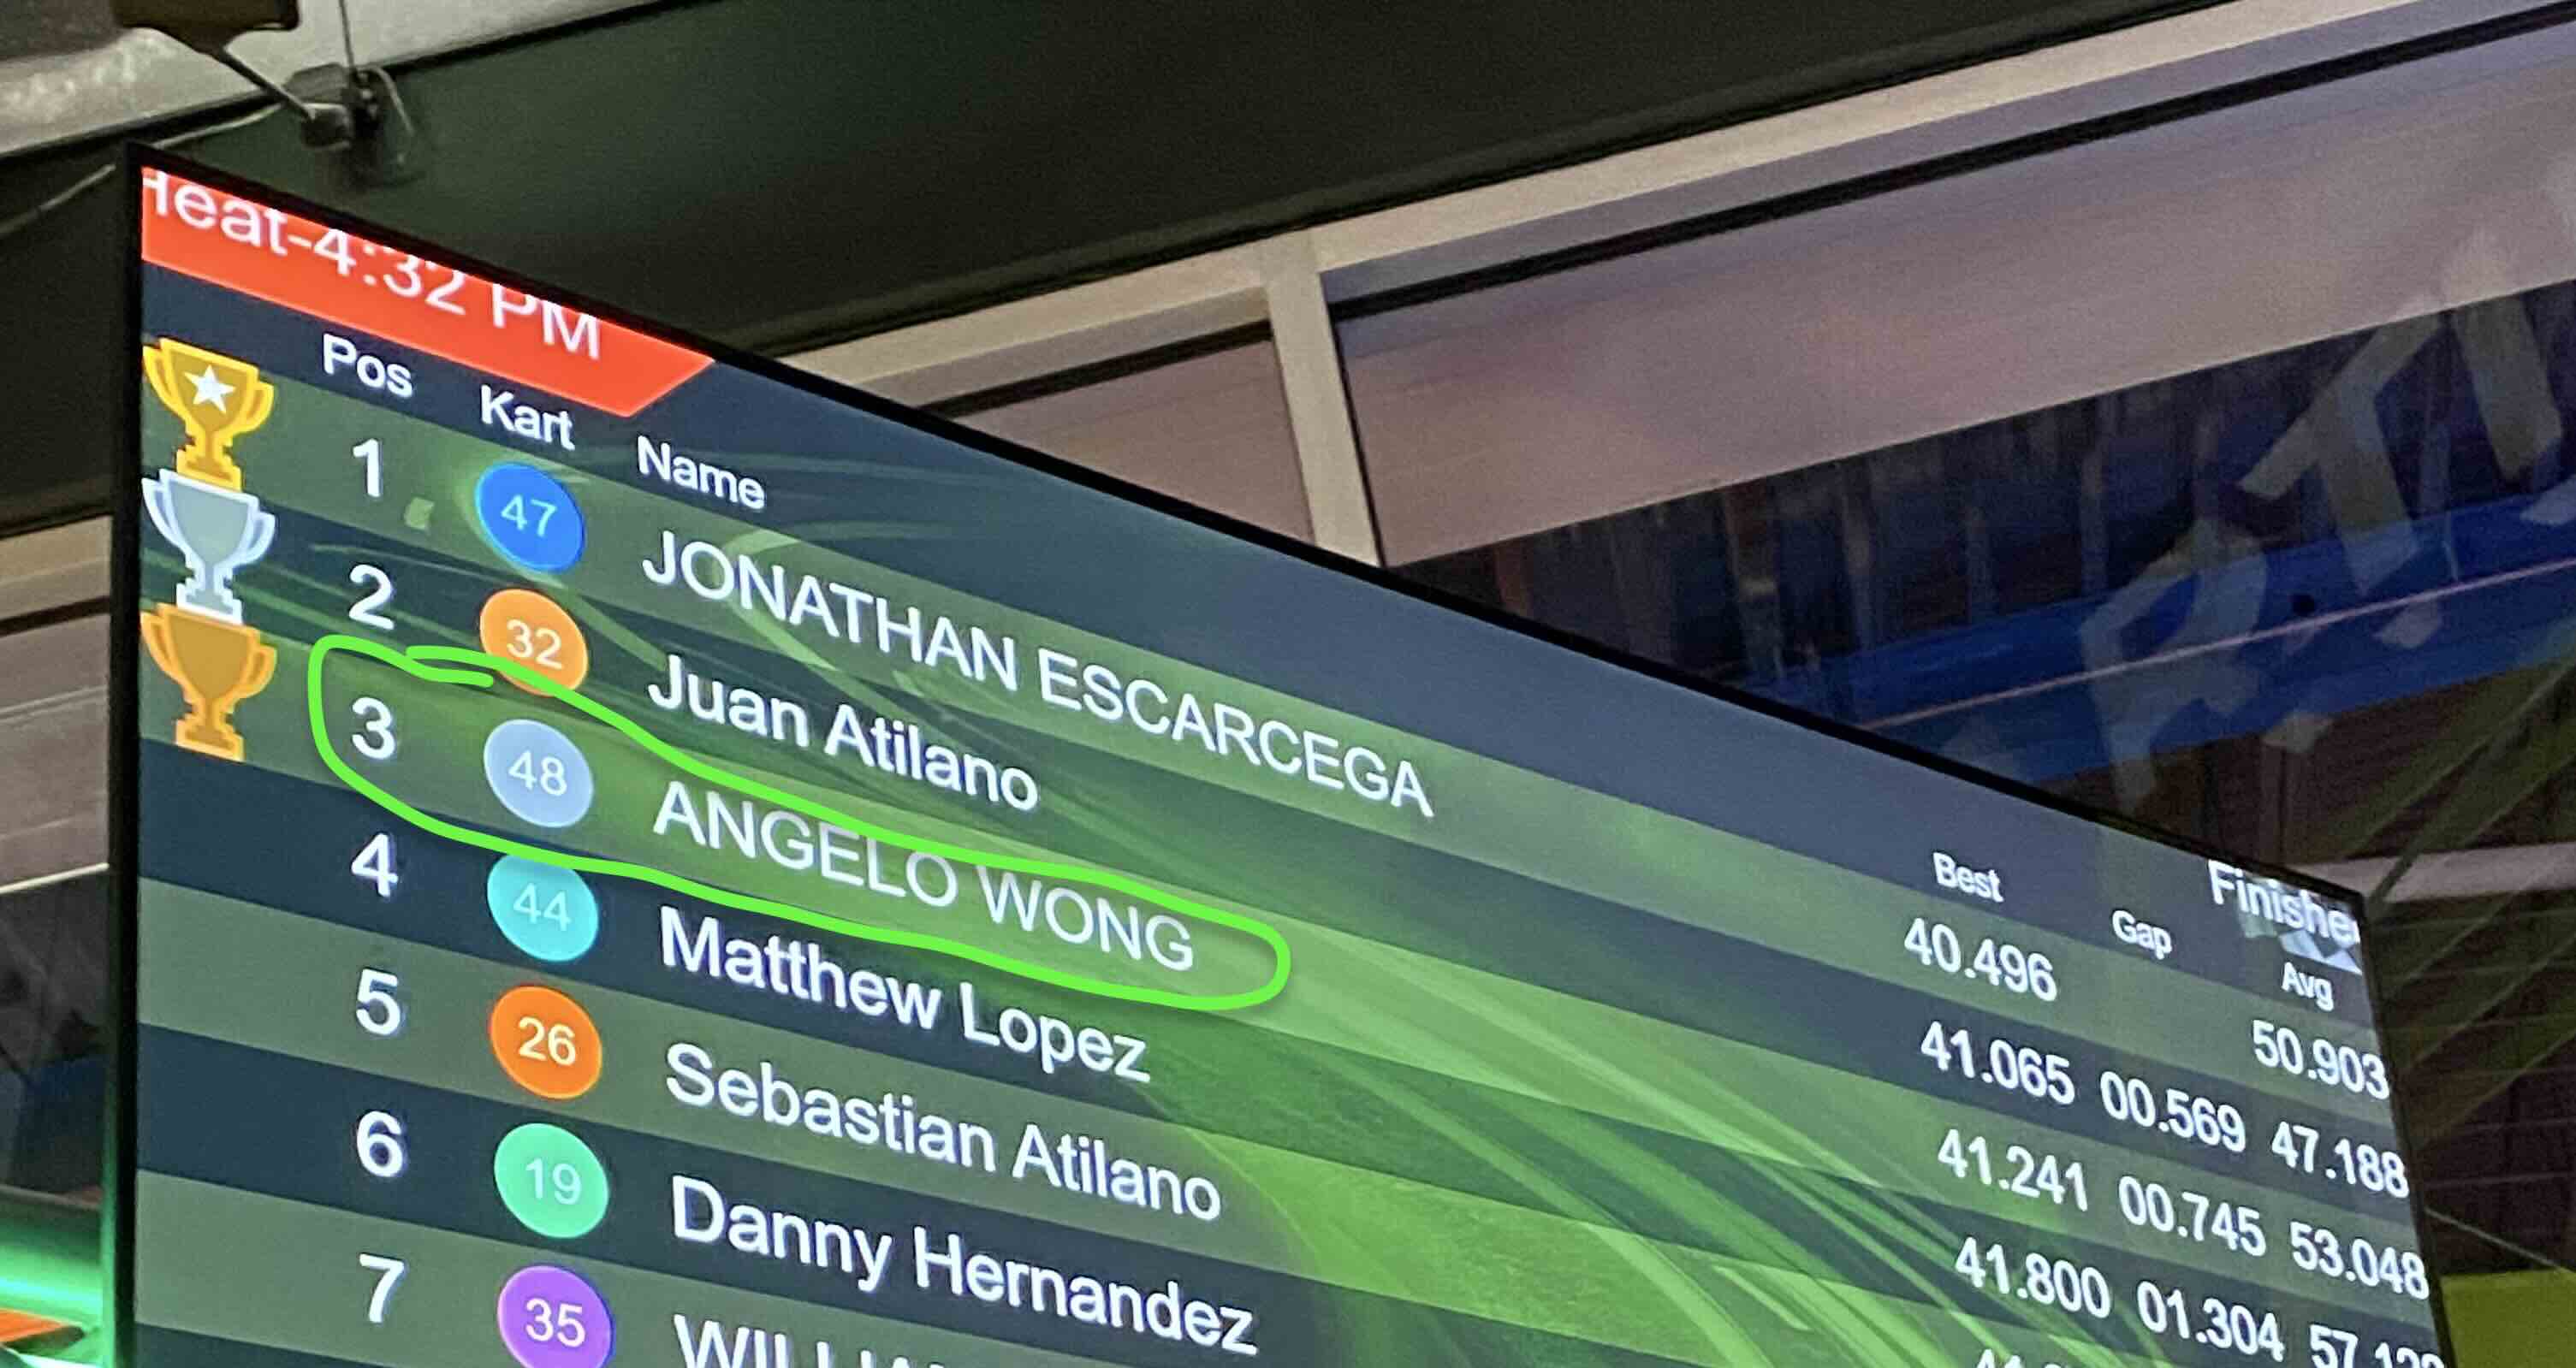 Heat-4:32 PM
Finishe
Pos Kart Name Best Gap Avg
1 47 JONATHAN ESCARCEGA 40.496 50.903
2 32 Juan Atilano 41.065 00.569 47.188
3 48 ANGELO WONG 41.241 00.745 53.048
4 44 Matthew Lopez 41.800 01.304
5 26 Sebastian Atilano
6 19 Danny Hernandez
7 35